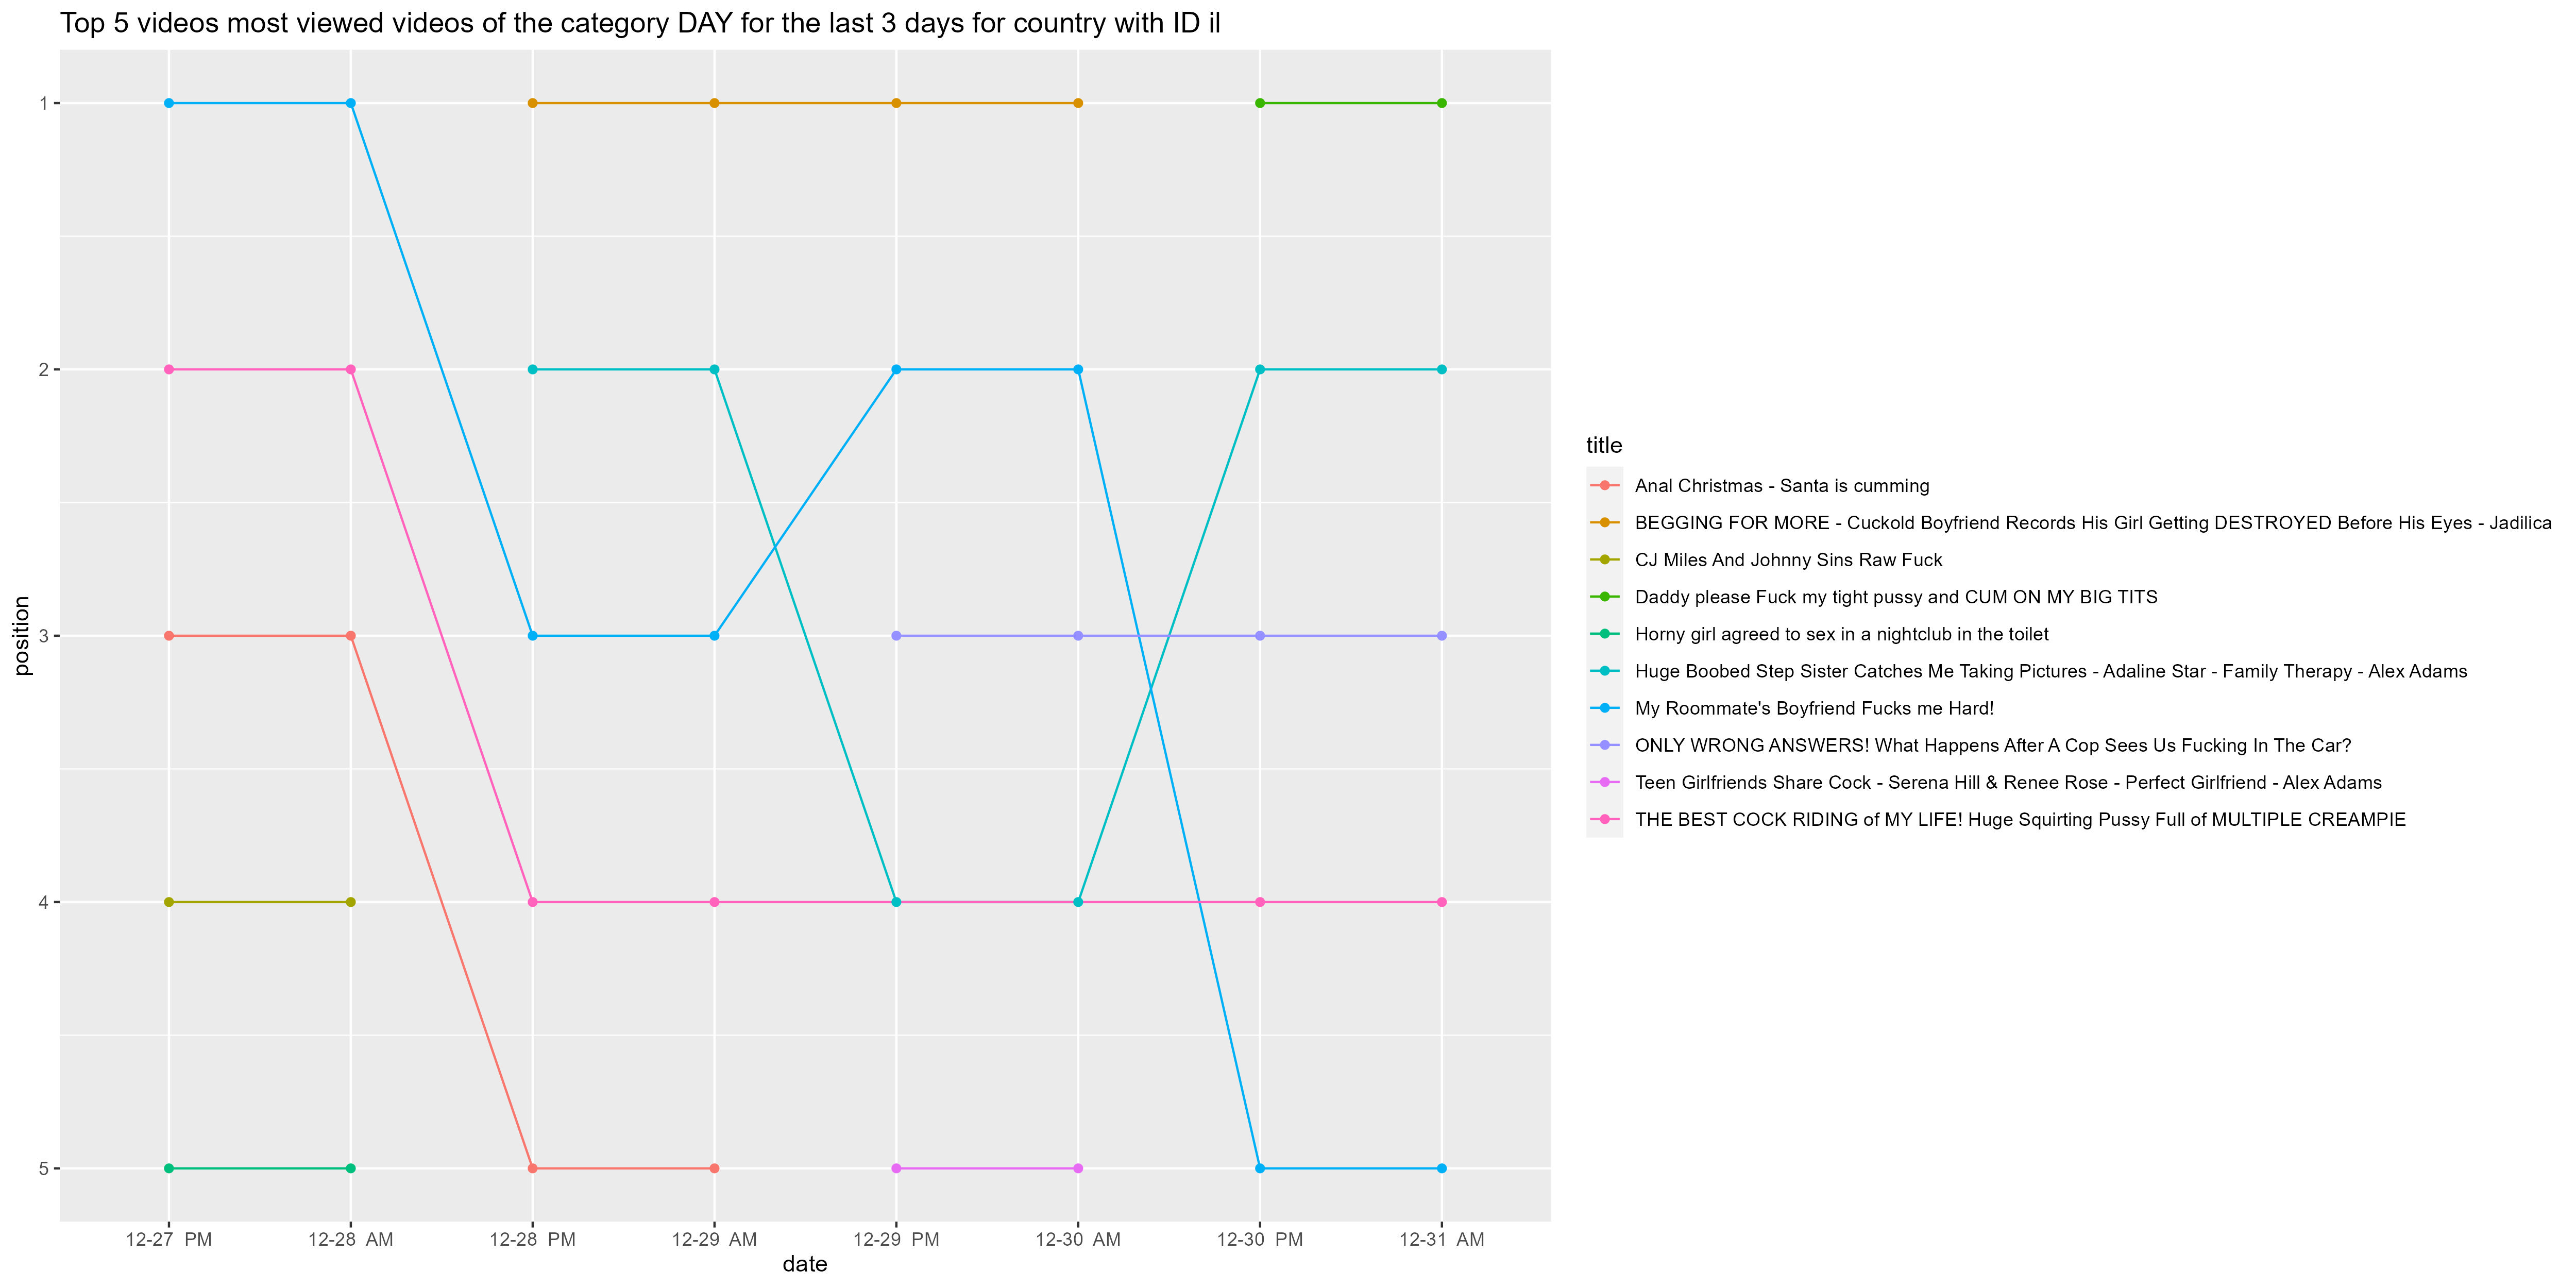 Top 5 videos most viewed videos of the category DAY for the last 3 days for country with ID il
position
1
2
3
4
5
12-27 PM
12-28 AM
12-28 PM
12-29 AM
12-29 PM
12-30 AM
12-30 PM
12-31 AM
date
title
Anal Christmas - Santa is cumming
BEGGING FOR MORE - Cuckold Boyfriend Records His Girl Getting DESTROYED Before His Eyes - Jadilica
CJ Miles And Johnny Sins Raw Fuck
Daddy please Fuck my tight pussy and CUM ON MY BIG TITS
Horny girl agreed to sex in a nightclub in the toilet
Huge Boobed Step Sister Catches Me Taking Pictures - Adaline Star - Family Therapy - Alex Adams
My Roommate's Boyfriend Fucks me Hard!
ONLY WRONG ANSWERS! What Happens After A Cop Sees Us Fucking In The Car?
Teen Girlfriends Share Cock - Serena Hill & Renee Rose - Perfect Girlfriend - Alex Adams
THE BEST COCK RIDING of MY LIFE! Huge Squirting Pussy Full of MULTIPLE CREAMPIE